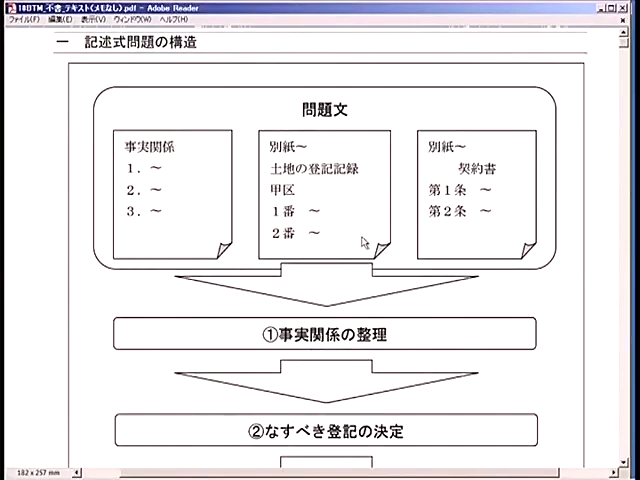 18BTM_不書_テキスト(メモなし).pdf - Adobe Reader
ファイル(F) 編集(E) 表示(V) ウィンドウ(W) ヘルプ(H)
一 記述式問題の構造
問題文
事実関係
1．～
2．～
3．～
別紙～
土地の登記記録
甲区
1番 ～
2番 ～
別紙～
契約書
第1条 ～
第2条 ～
①事実関係の整理
②なすべき登記の決定
182 x 257 mm